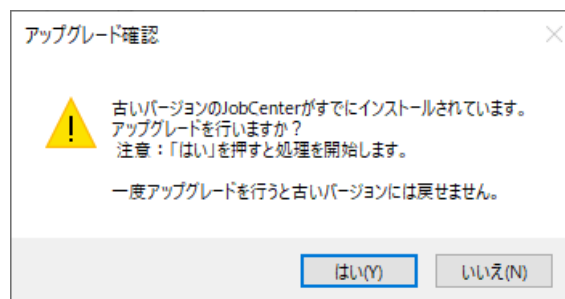 アップグレード確認
古いバージョンのJobCenterがすでにインストールされています。
アップグレードを行いますか?
注意:「はい」を押すと処理を開始します。
一度アップグレードを行うと古いバージョンには戻せません。
はい(Y)
いいえ(N)